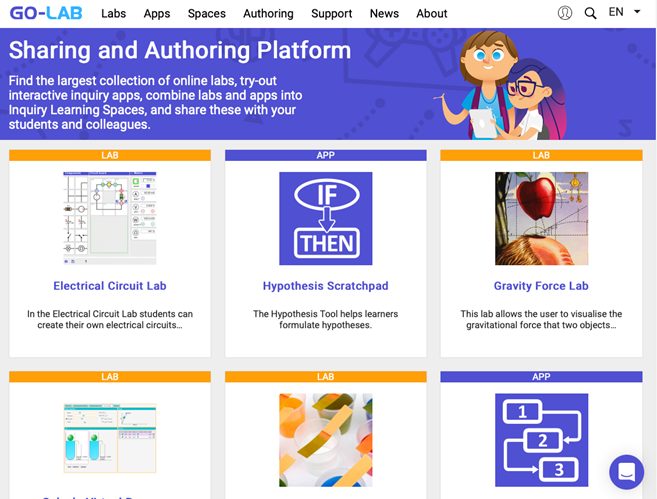 GO-LAB Labs Apps Spaces Authoring Support News About EN
Sharing and Authoring Platform
Find the largest collection of online labs, try-out
interactive inquiry apps, combine labs and apps into
Inquiry Learning Spaces, and share these with your
students and colleagues.
LAB
Electrical Circuit Lab
In the Electrical Circuit Lab students can
create their own electrical circuits...
APP
IF
THEN
Hypothesis Scratchpad
The Hypothesis Tool helps learners
formulate hypotheses.
LAB
Gravity Force Lab
This lab allows the user to visualise the
gravitational force that two objects...
LAB
LAB
APP
1
2
3